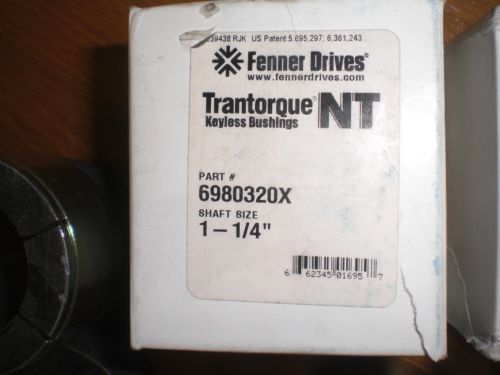 39438 RJK US Patent 5,695,297; 6,361,243
Fenner Drives®
www.fennerdrives.com
Trantorque® NT
Keyless Bushings
PART #
6980320X
SHAFT SIZE
1-1/4"
6 62345 01695 7